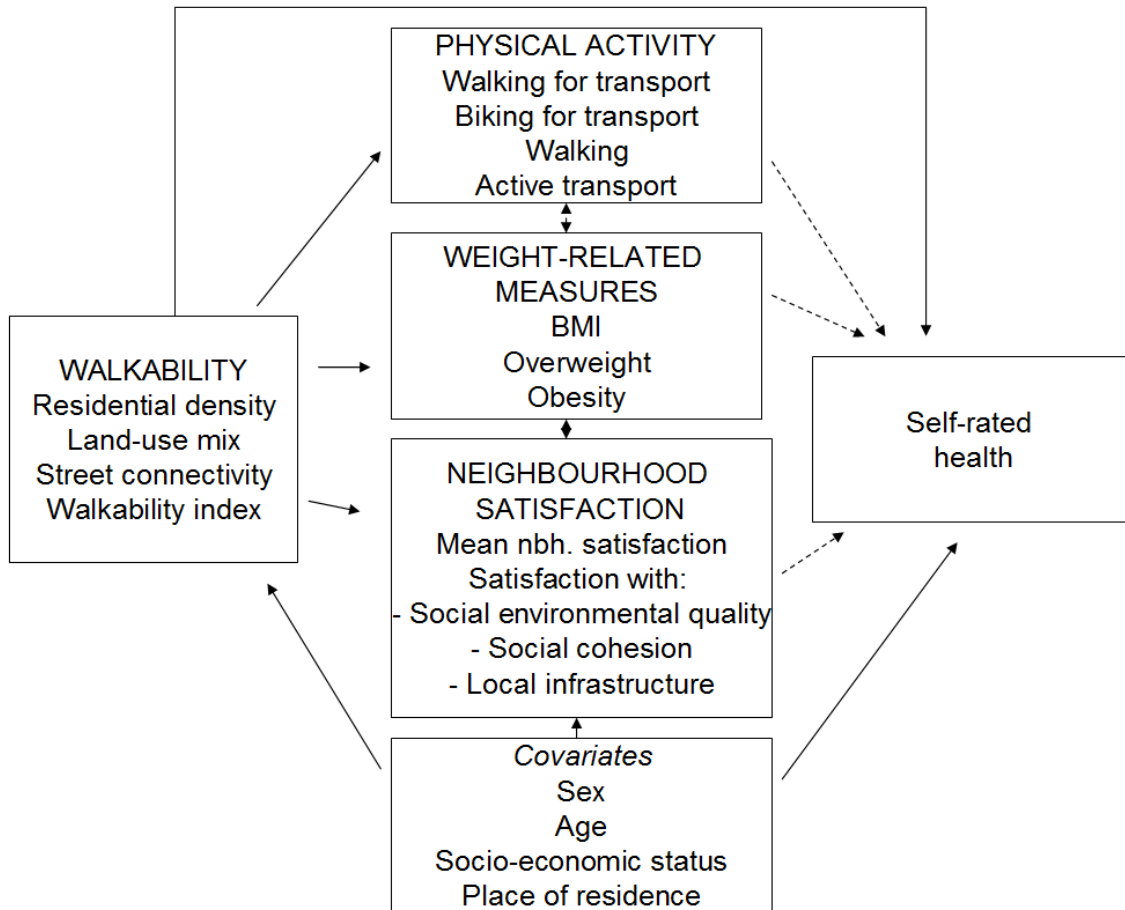 PHYSICAL ACTIVITY
Walking for transport
Biking for transport
Walking
Active transport
WEIGHT-RELATED
MEASURES
BMI
Overweight
Obesity
WALKABILITY
Residential density
Land-use mix
Street connectivity
Walkability index
Self-rated
health
NEIGHBOURHOOD
SATISFACTION
Mean nbh. satisfaction
Satisfaction with:
- Social environmental quality
- Social cohesion
- Local infrastructure
Covariates
Sex
Age
Socio-economic status
Place of residence